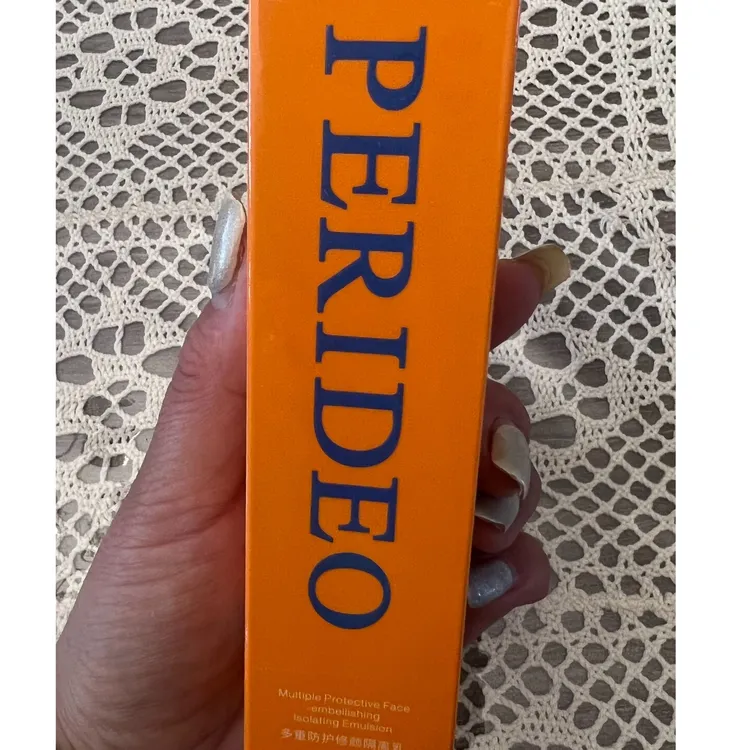 PERIDEO
Multiple Protective Face
-embellishing
Isolating Emulsion
多重防护修颜隔离乳